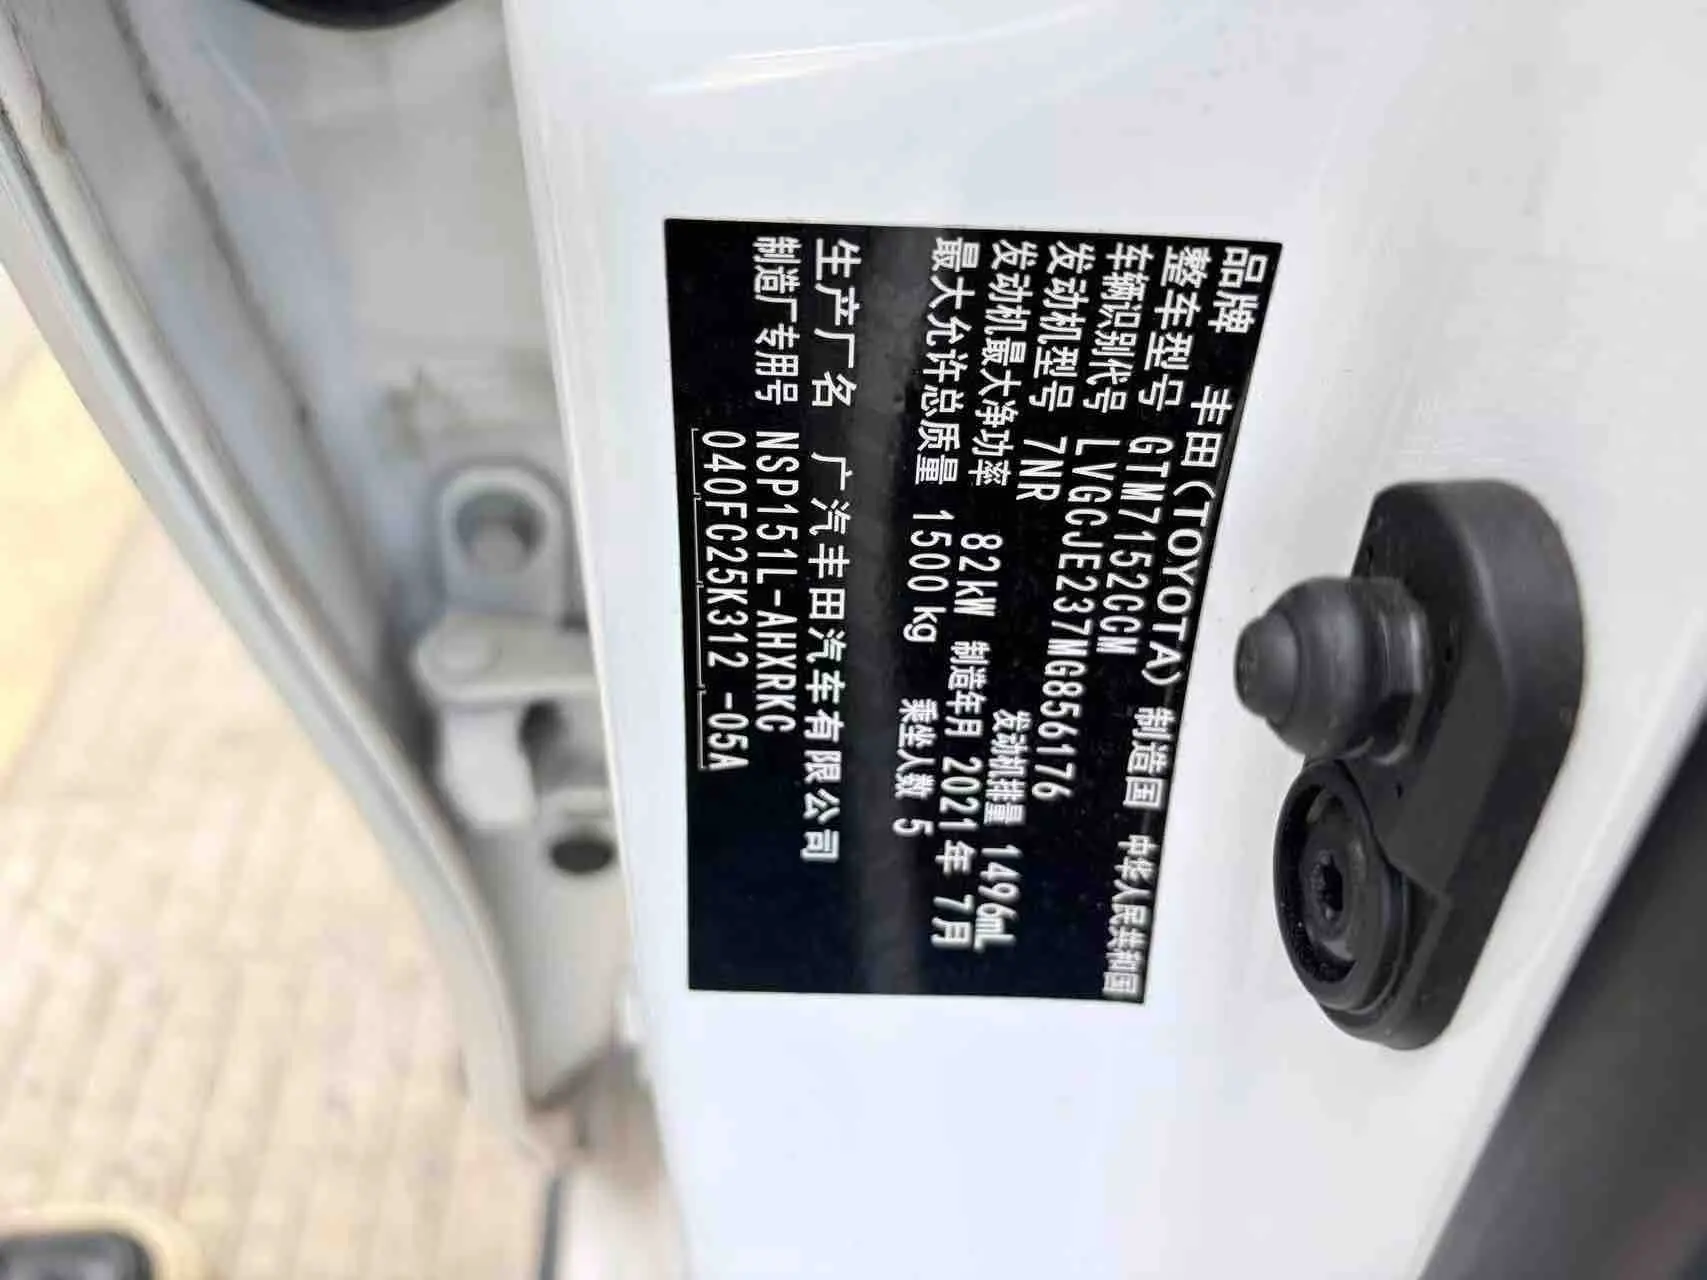 品牌 丰田(TOYOTA) 制造国 中华人民共和国
整车型号 GTM7152CCM
车辆识别代号 LVGCJE237MG856176
发动机型号 7NR 发动机排量 1496mL
发动机最大净功率 82kW 制造年月 2021年 7月
最大允许总质量 1500kg 乘坐人数 5
生产厂名 广汽丰田汽车有限公司
制造厂专用号 NSP151L-AHXRKC
040FC25K312 -05A